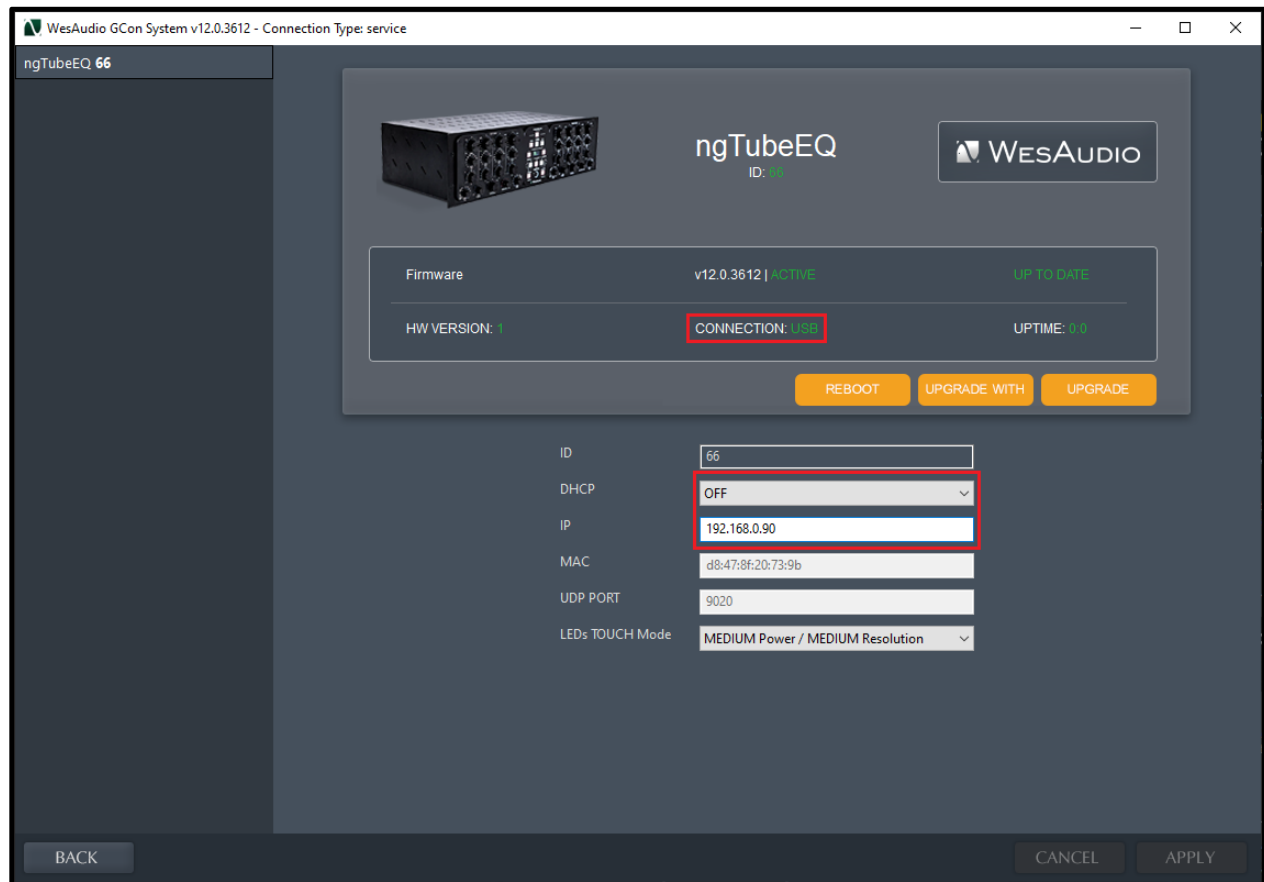 WesAudio GCon System v12.0.3612 - Connection Type: service
ngTubeEQ 66
ngTubeEQ
ID: 66
WESAUDIO
Firmware
v12.0.3612 | ACTIVE
UP TO DATE
HW VERSION: 1
CONNECTION: USB
UPTIME: 0:0
REBOOT
UPGRADE WITH
UPGRADE
ID
66
DHCP
OFF
IP
192.168.0.90
MAC
d8:47:8f:20:73:9b
UDP PORT
9020
LEDs TOUCH Mode
MEDIUM Power / MEDIUM Resolution
BACK
CANCEL
APPLY